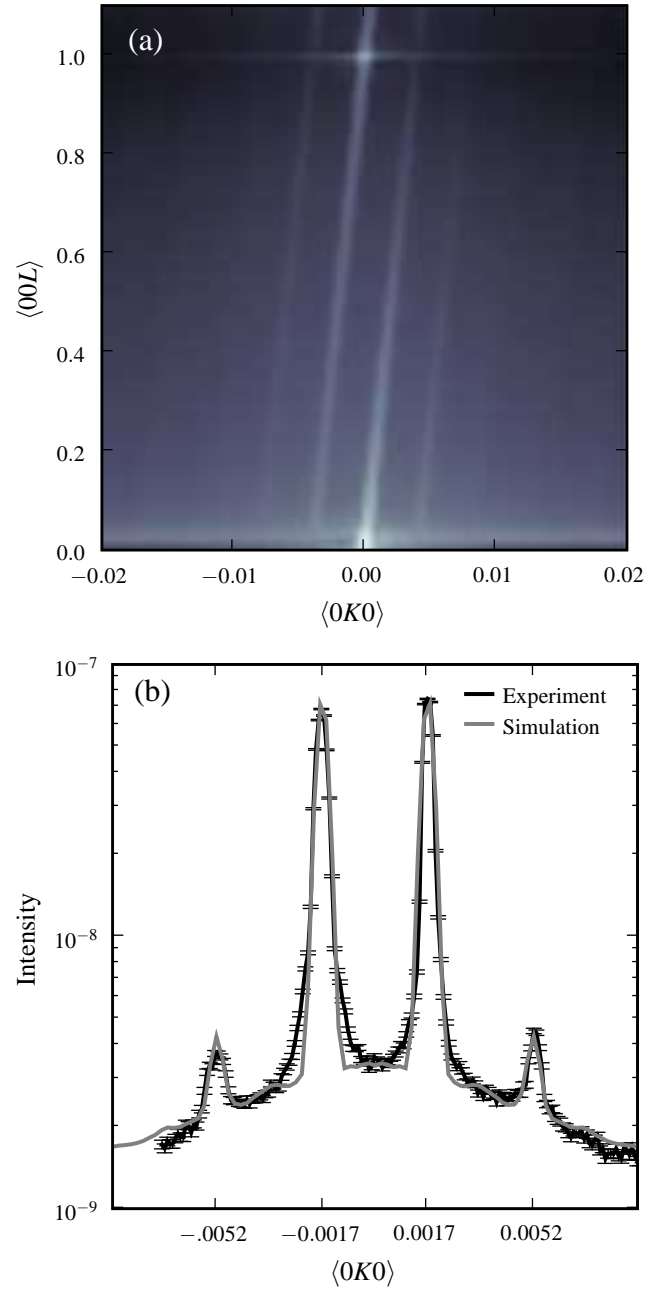 (a)
1.0
0.8
0.6
0.4
0.2
0.0
⟨00L⟩
−0.02 −0.01 0.00 0.01 0.02
⟨0K0⟩
(b)
Experiment
Simulation
10⁻⁷
10⁻⁸
10⁻⁹
Intensity
−.0052 −0.0017 0.0017 0.0052
⟨0K0⟩